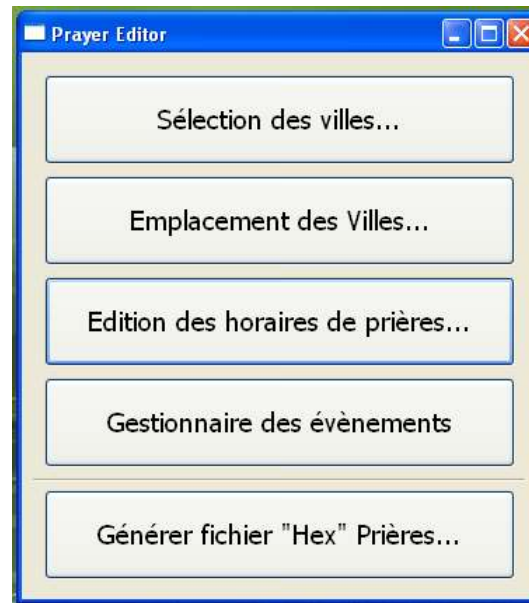 Prayer Editor
Sélection des villes...
Emplacement des Villes...
Edition des horaires de prières...
Gestionnaire des évènements
Générer fichier "Hex" Prières...